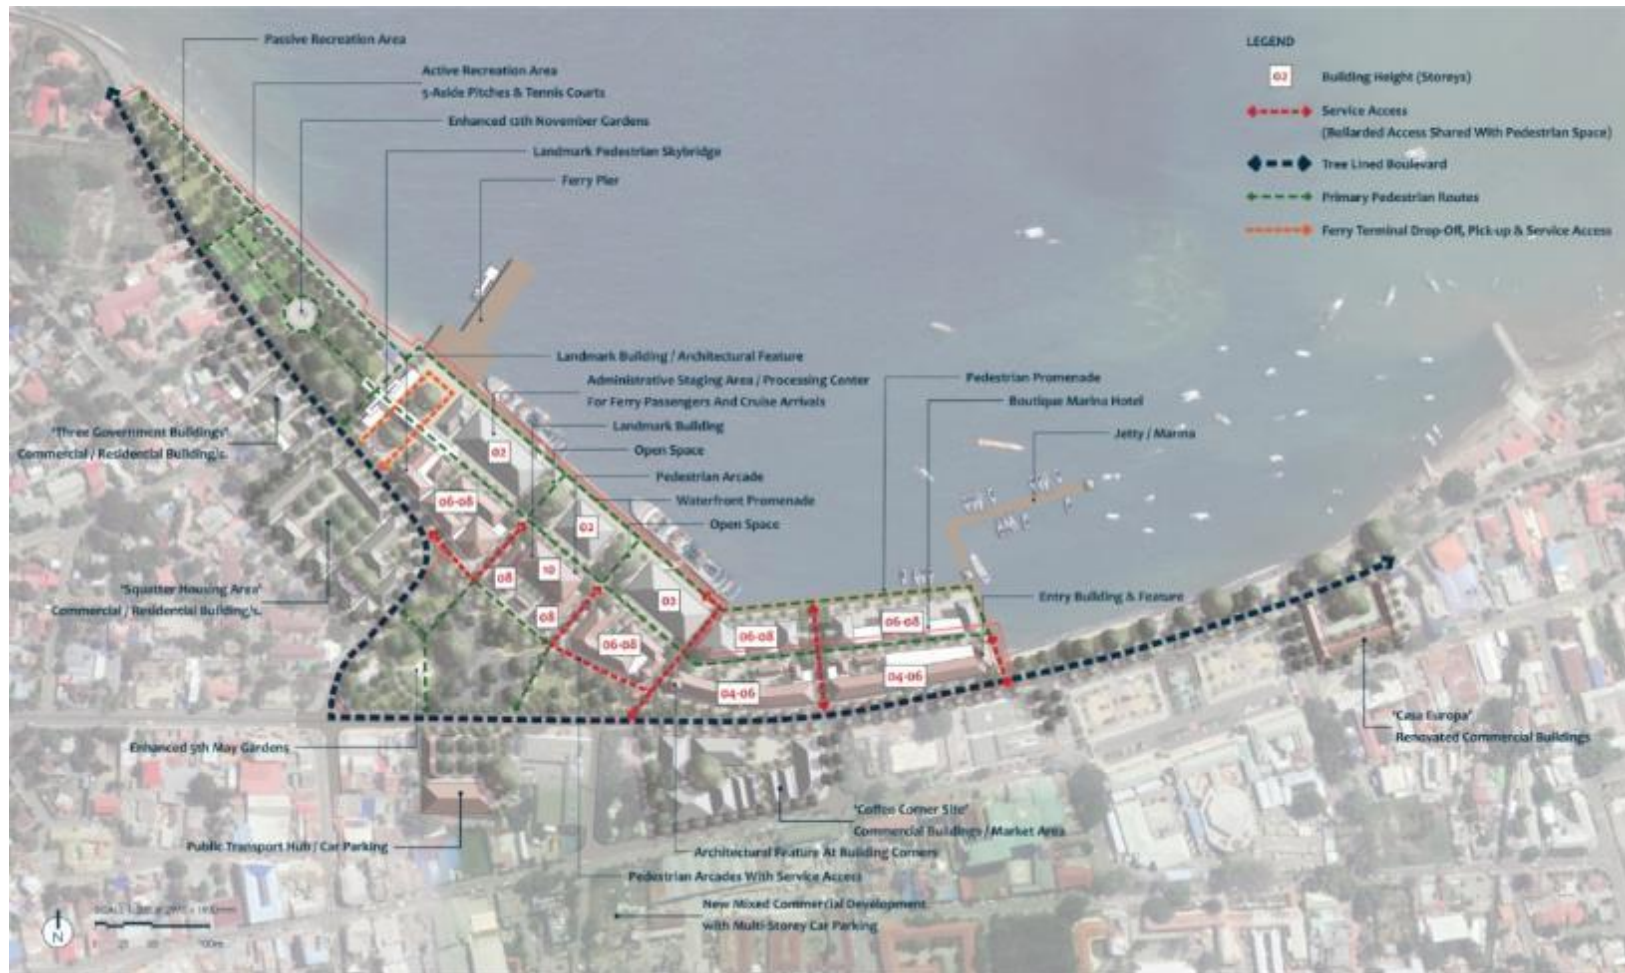 Passive Recreation Area
Active Recreation Area
5-Aside Pitches & Tennis Courts
Enhanced 12th November Gardens
Landmark Pedestrian Skybridge
Ferry Pier
LEGEND
02
Building Height (Storeys)
Service Access
(Bollarded Access Shared With Pedestrian Space)
Tree Lined Boulevard
Primary Pedestrian Routes
Ferry Terminal Drop-Off, Pick-up & Service Access
Landmark Building / Architectural Feature
Administrative Staging Area / Processing Center
For Ferry Passengers And Cruise Arrivals
Landmark Building
Open Space
Pedestrian Arcade
Waterfront Promenade
Open Space
Pedestrian Promenade
Boutique Marina Hotel
Jetty / Marina
Entry Building & Feature
'Three Government Buildings'
Commercial / Residential Building/s.
'Squatter Housing Area'
Commercial / Residential Building/s.
02
06-08
02
10
08
08
02
06-08
06-08
06-08
04-06
04-06
Enhanced 5th May Gardens
Public Transport Hub / Car Parking
'Casa Europa'
Renovated Commercial Buildings
'Coffee Corner Site'
Commercial Buildings / Market Area
Architectural Feature At Building Corners
Pedestrian Arcades With Service Access
New Mixed Commercial Development
with Multi-Storey Car Parking
N
0
25
50
100m